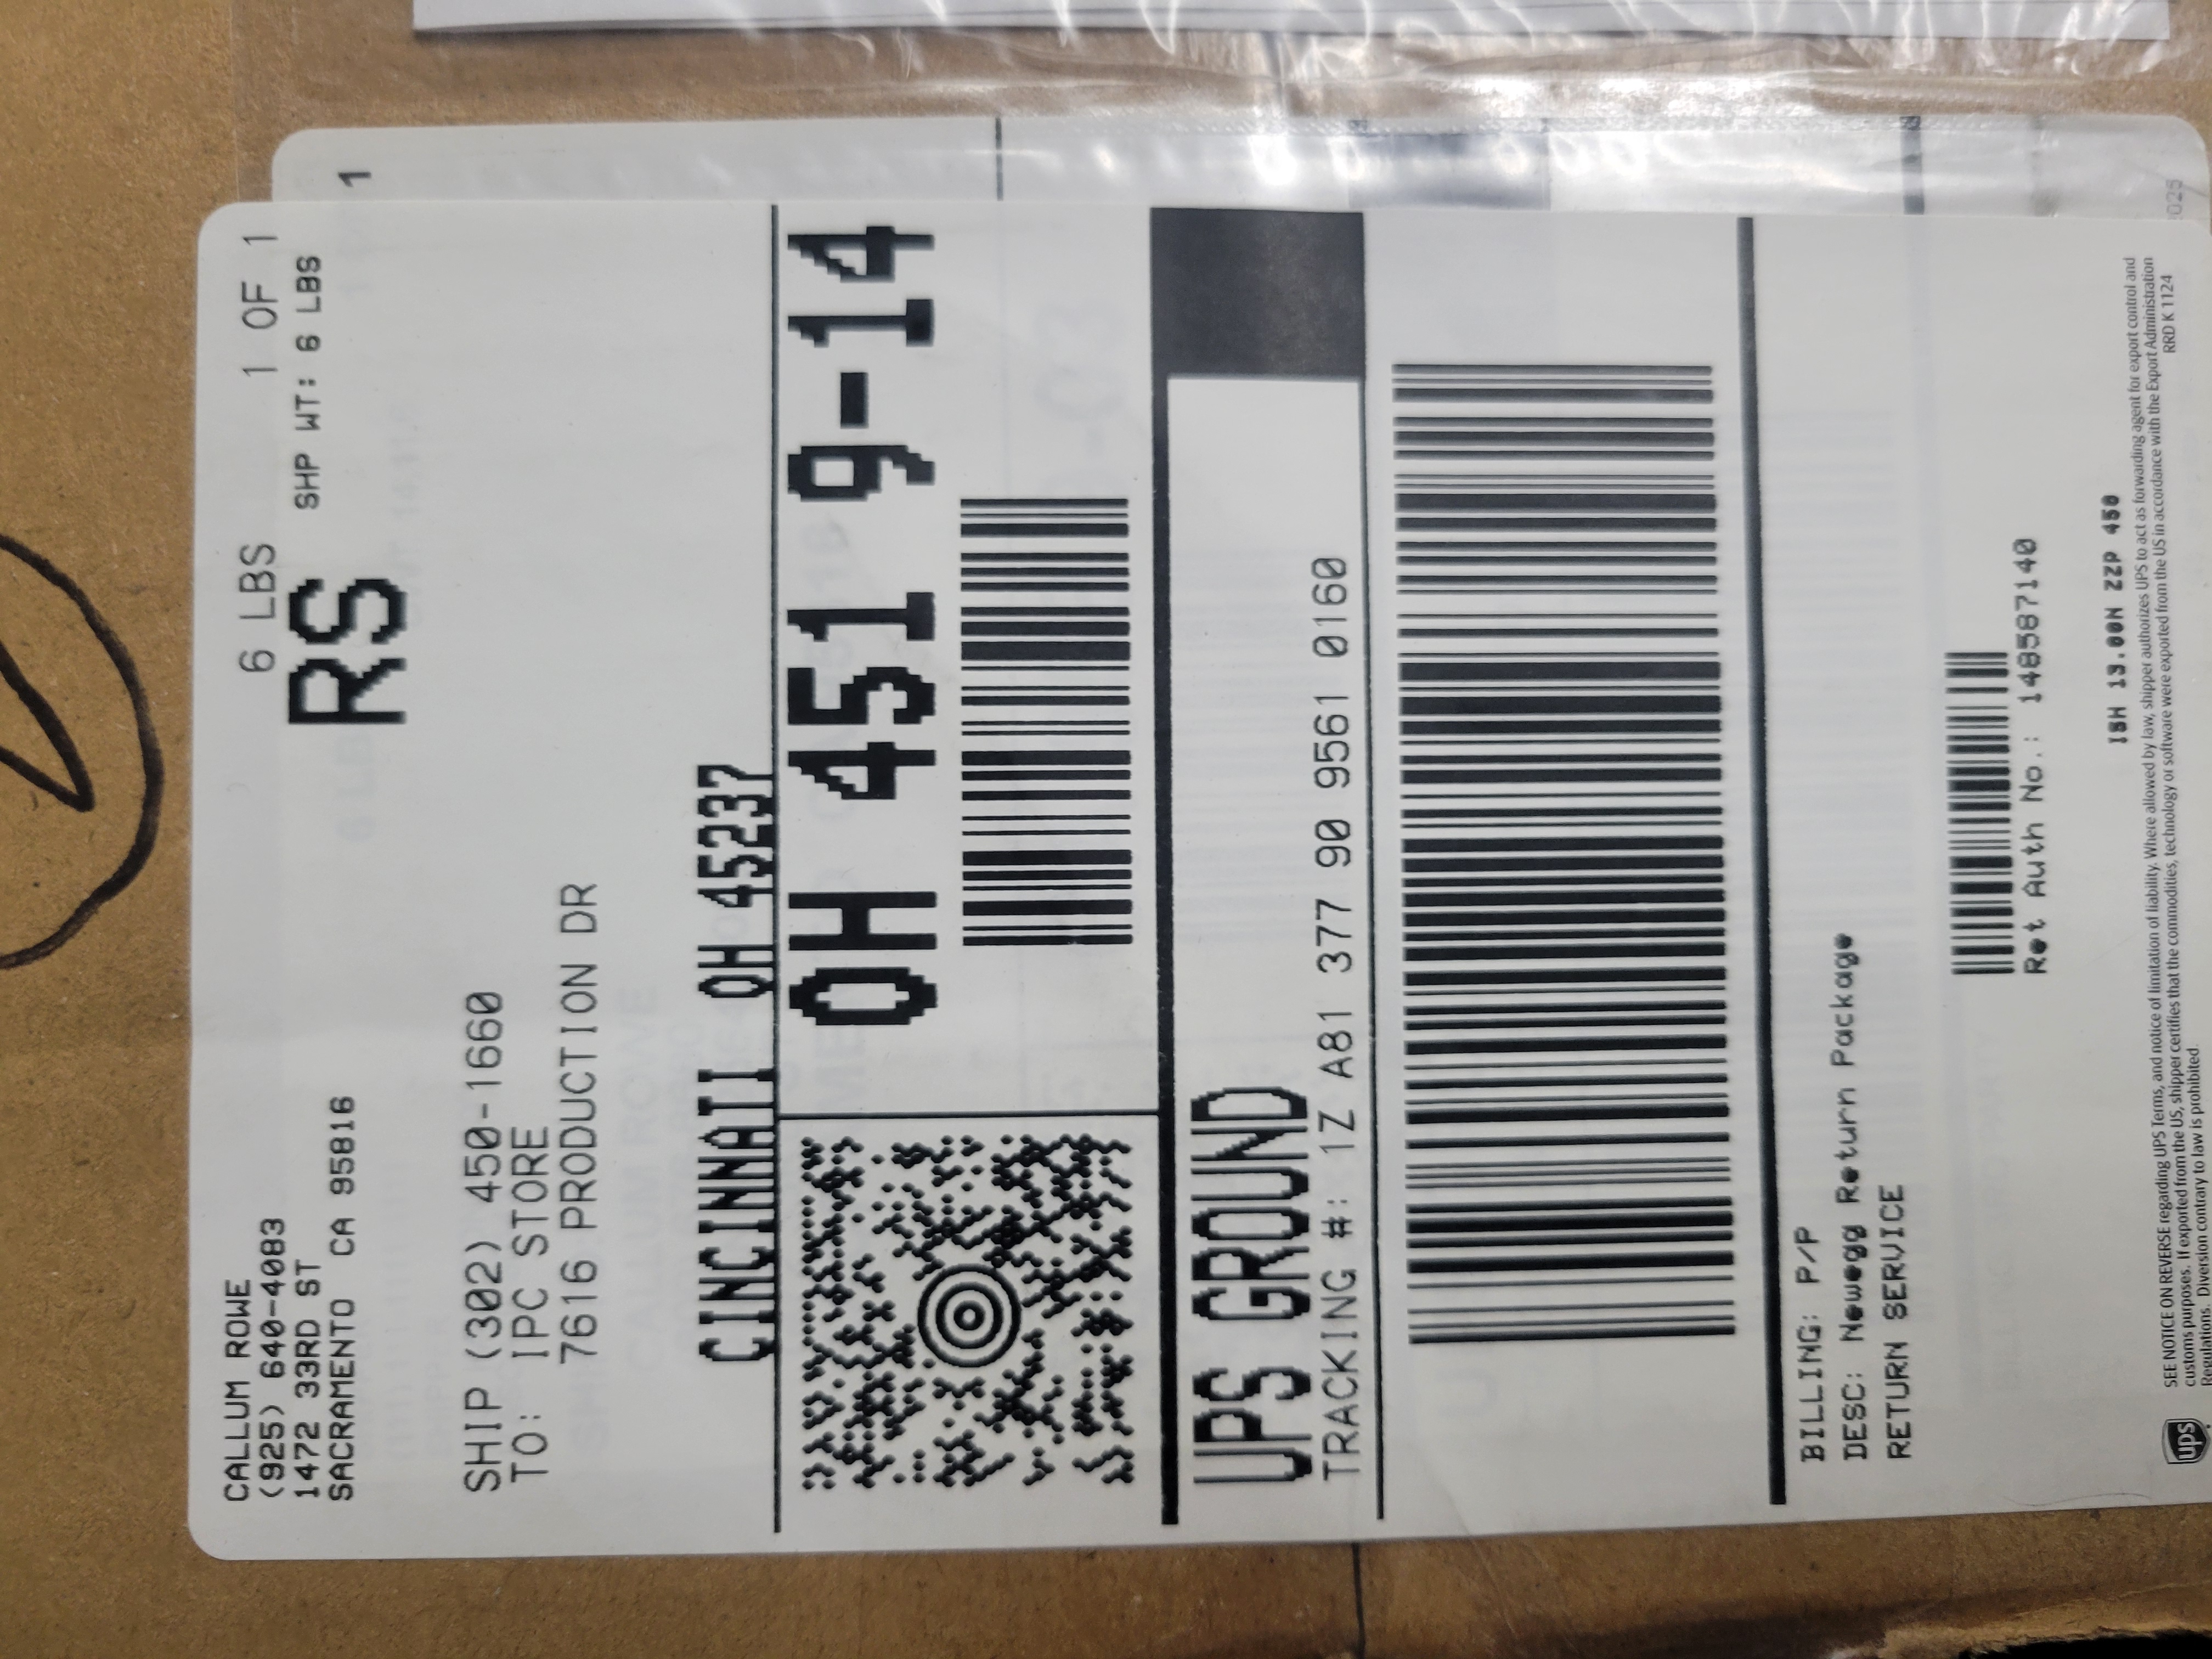 1
6 LBS 1 OF 1
CALLUM ROWE
(925) 640-4083
1472 33RD ST
SACRAMENTO CA 95816
RS
SHP WT: 6 LBS
SHIP (302) 450-1660
TO: IPC STORE
7616 PRODUCTION DR
CINCINNATI OH 45237
OH 451 9-14
UPS GROUND
TRACKING #: 1Z A81 377 90 9561 0160
BILLING: P/P
DESC: Newegg Return Package
RETURN SERVICE
Ret Auth No.: 148587140
ISH 13.00N ZZP 450
SEE NOTICE ON REVERSE regarding UPS Terms, and notice of limitation of liability. Where allowed by law, shipper authorizes UPS to act as forwarding agent for export control and
customs purposes. If exported from the US, shipper certifies that the commodities, technology or software were exported from the US in accordance with the Export Administration
Regulations. Diversion contrary to law is prohibited. RRD K 1124
ups